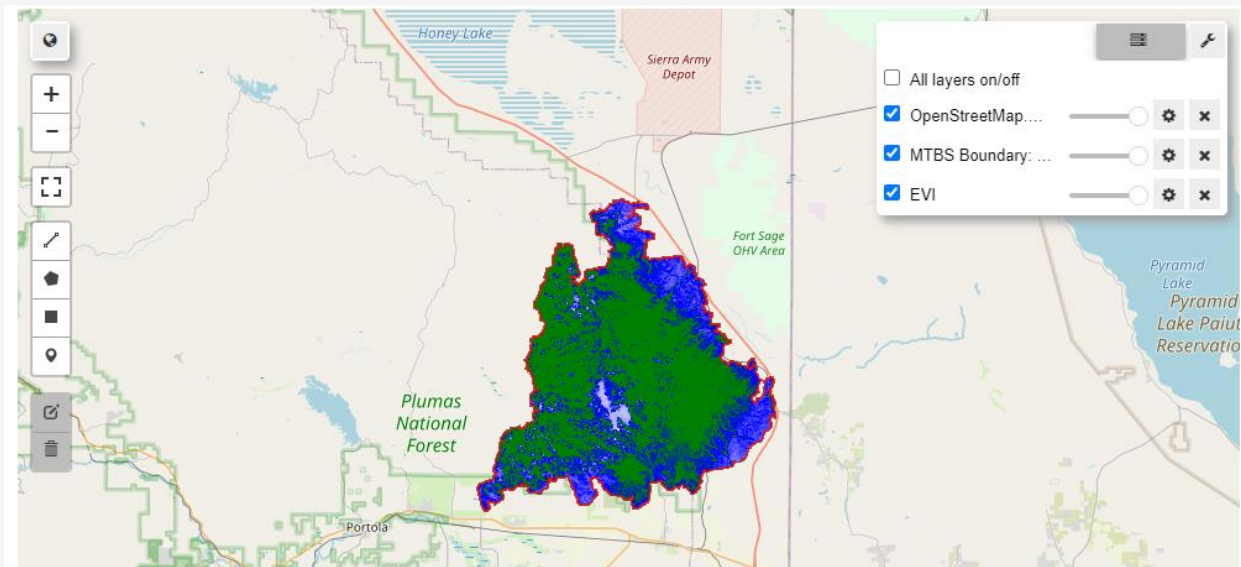 Honey Lake
Sierra Army
Depot
All layers on/off
OpenStreetMap....
MTBS Boundary: ...
EVI
Fort Sage
OHV Area
Pyramid
Lake
Pyramid
Lake Paiut
Reservatio
Plumas
National
Forest
Portola